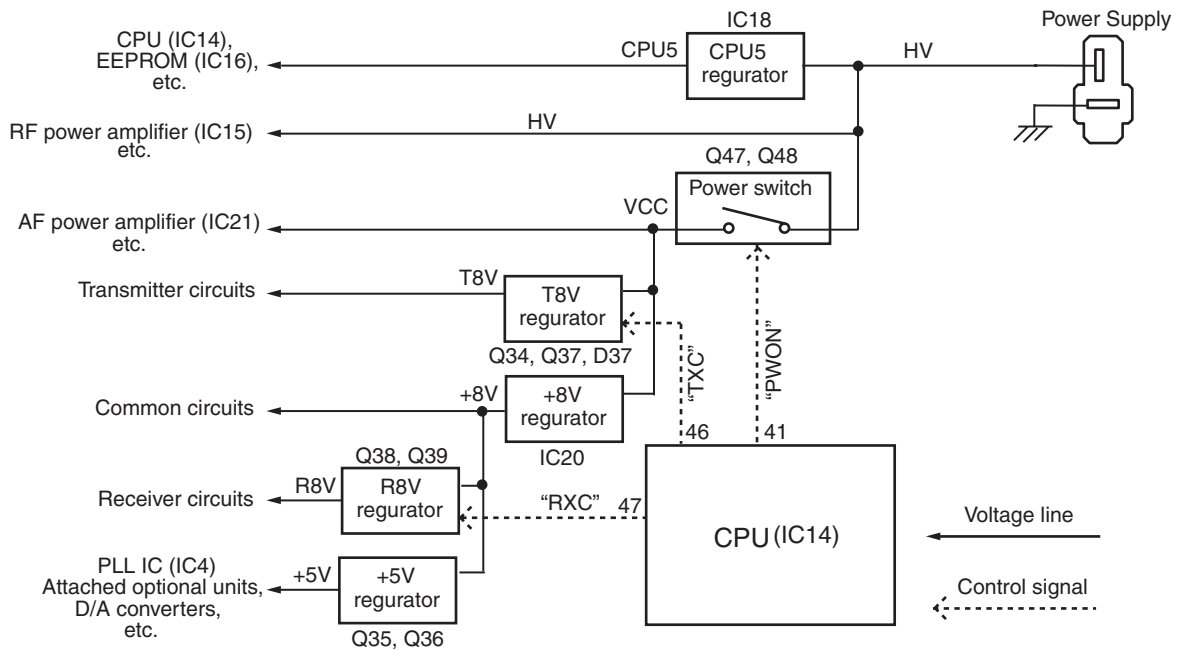 IC18
Power Supply
CPU (IC14),
EEPROM (IC16),
etc.
CPU5
CPU5
regurator
HV
RF power amplifier (IC15)
etc.
HV
Q47, Q48
Power switch
VCC
AF power amplifier (IC21)
etc.
Transmitter circuits
T8V
T8V
regurator
Q34, Q37, D37
"TXC"
"PWON"
Common circuits
+8V
+8V
regurator
IC20
46
41
Q38, Q39
Receiver circuits
R8V
R8V
regurator
"RXC"
47
CPU (IC14)
Voltage line
Control signal
PLL IC (IC4)
Attached optional units,
D/A converters,
etc.
+5V
+5V
regurator
Q35, Q36